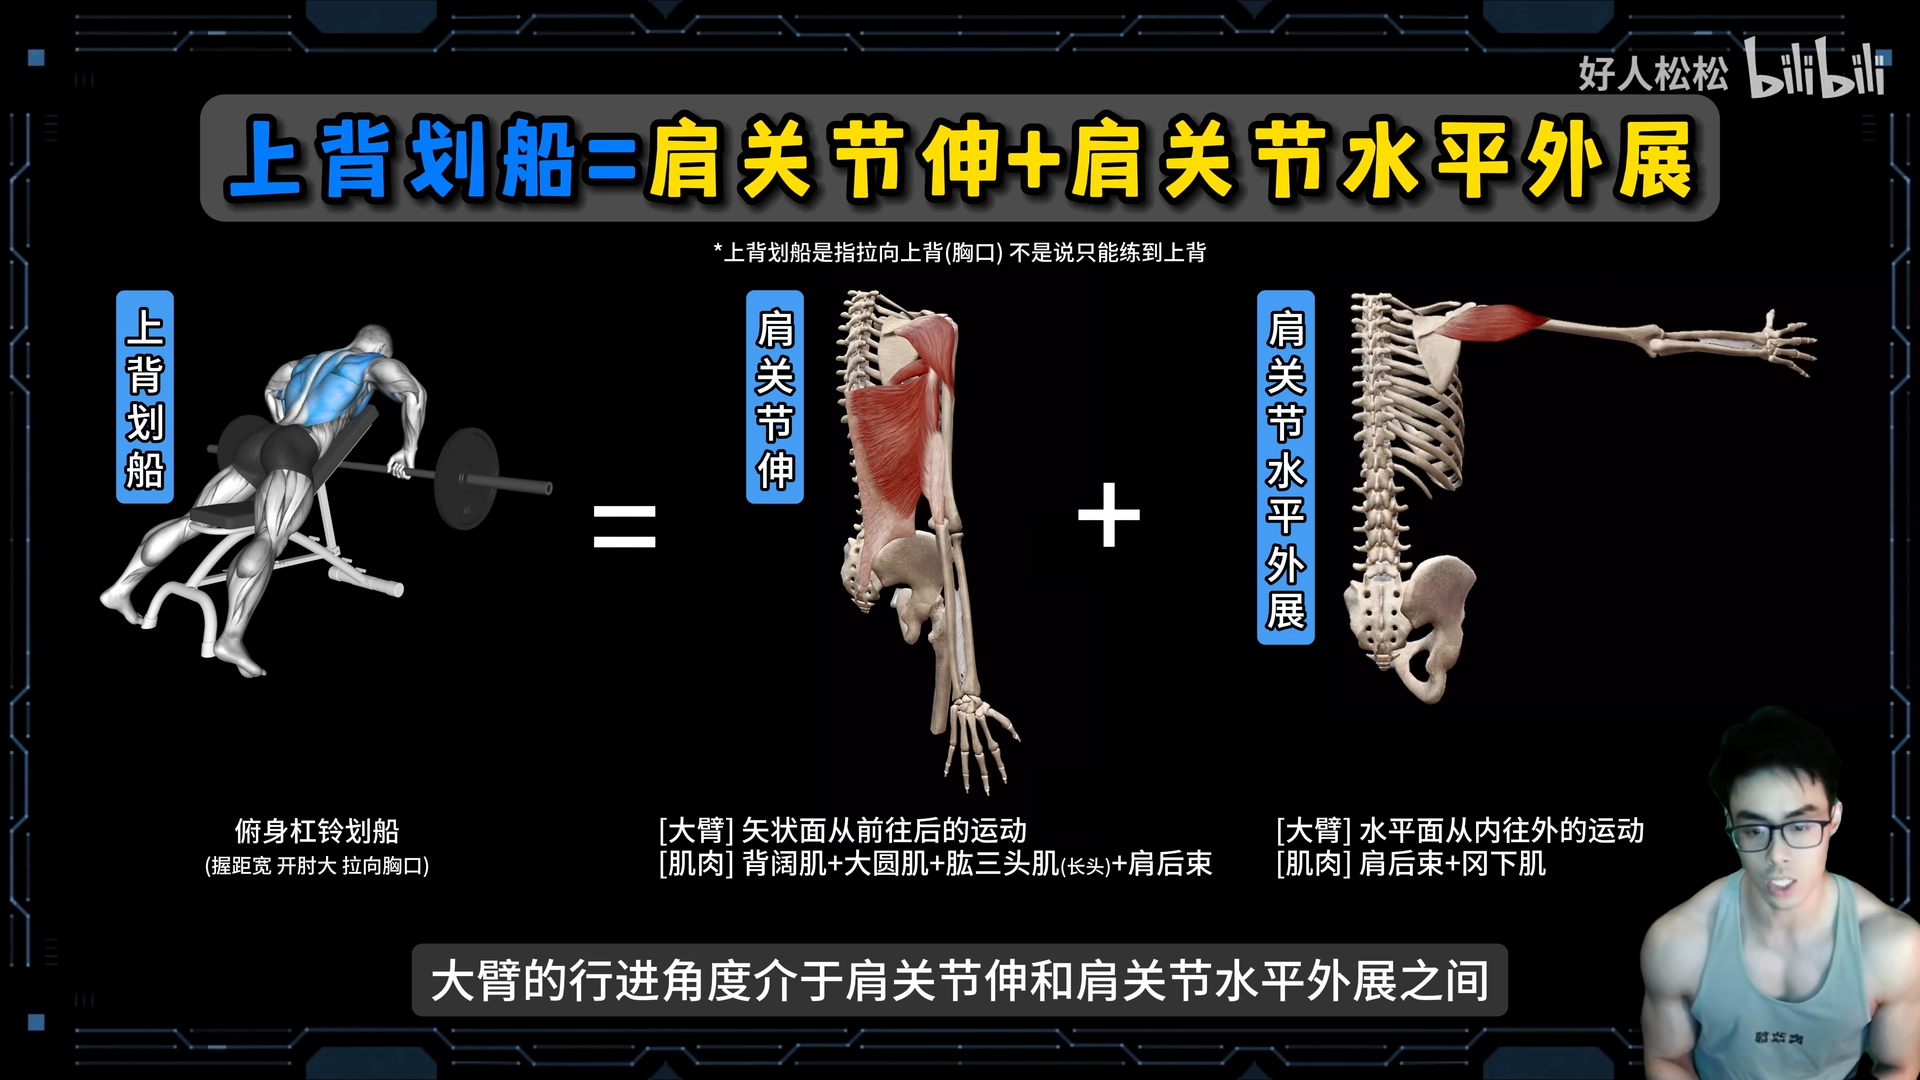 好人松松 bilibili
上背划船=肩关节伸+肩关节水平外展
*上背划船是指拉向上背(胸口) 不是说只能练到上背
上背划船
肩关节伸
肩关节水平外展
=
+
俯身杠铃划船
(握距宽 开肘大 拉向胸口)
[大臂] 矢状面从前往后的运动
[肌肉] 背阔肌+大圆肌+肱三头肌(长头)+肩后束
[大臂] 水平面从内往外的运动
[肌肉] 肩后束+冈下肌
大臂的行进角度介于肩关节伸和肩关节水平外展之间